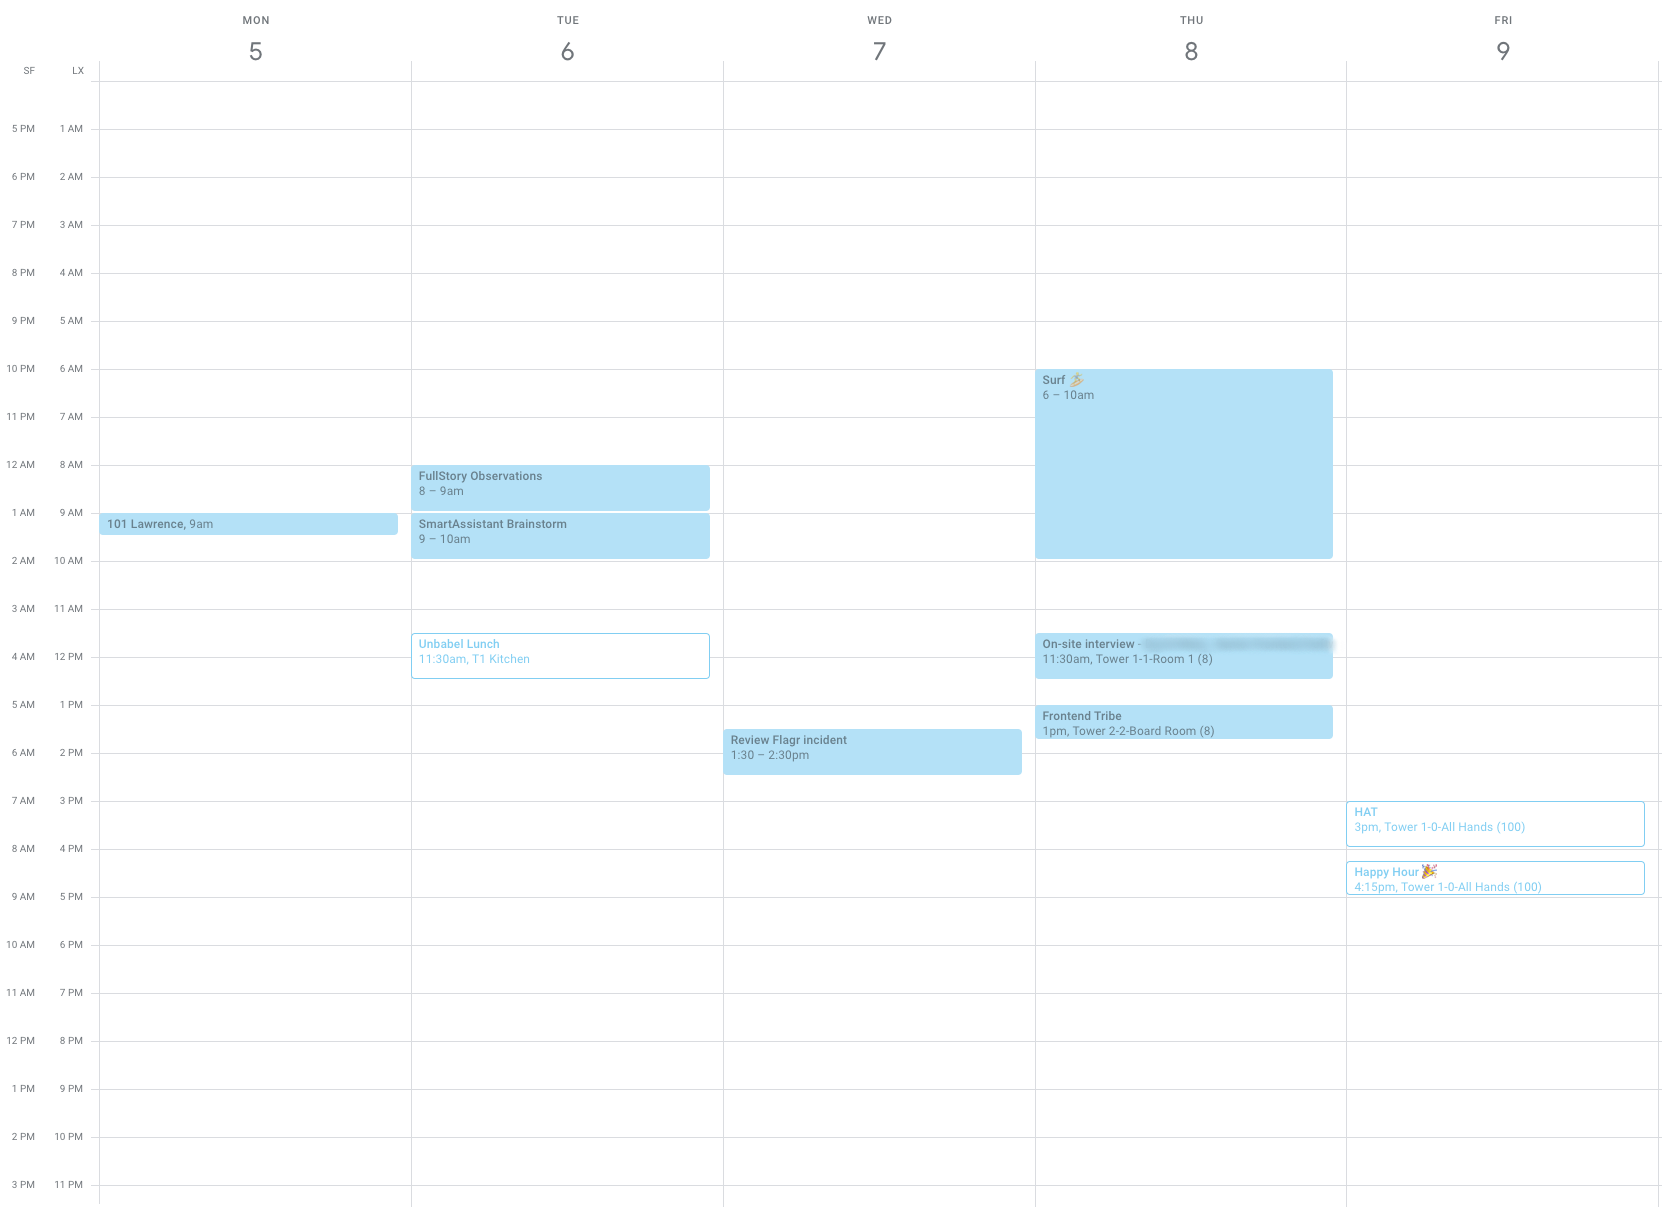 MON
5
TUE
6
WED
7
THU
8
FRI
9
SF LX
5 PM 1 AM
6 PM 2 AM
7 PM 3 AM
8 PM 4 AM
9 PM 5 AM
10 PM 6 AM
11 PM 7 AM
12 AM 8 AM
1 AM 9 AM
2 AM 10 AM
3 AM 11 AM
4 AM 12 PM
5 AM 1 PM
6 AM 2 PM
7 AM 3 PM
8 AM 4 PM
9 AM 5 PM
10 AM 6 PM
11 AM 7 PM
12 PM 8 PM
1 PM 9 PM
2 PM 10 PM
3 PM 11 PM
101 Lawrence, 9am
FullStory Observations
8 – 9am
SmartAssistant Brainstorm
9 – 10am
Unbabel Lunch
11:30am, T1 Kitchen
Review Flagr incident
1:30 – 2:30pm
Surf 🏄
6 – 10am
On-site interview -
11:30am, Tower 1-1-Room 1 (8)
Frontend Tribe
1pm, Tower 2-2-Board Room (8)
HAT
3pm, Tower 1-0-All Hands (100)
Happy Hour 🎉
4:15pm, Tower 1-0-All Hands (100)